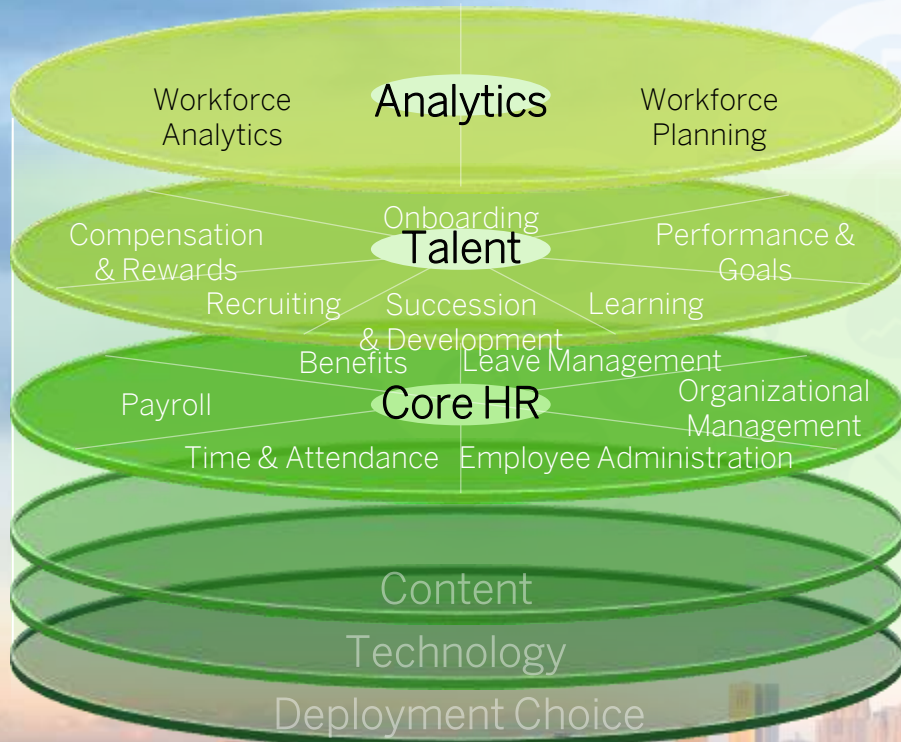 Analytics
Workforce
Analytics
Workforce
Planning
Onboarding
Talent
Compensation
& Rewards
Performance &
Goals
Recruiting
Succession
& Development
Learning
Benefits
Leave Management
Core HR
Payroll
Organizational
Management
Time & Attendance
Employee Administration
Content
Technology
Deployment Choice